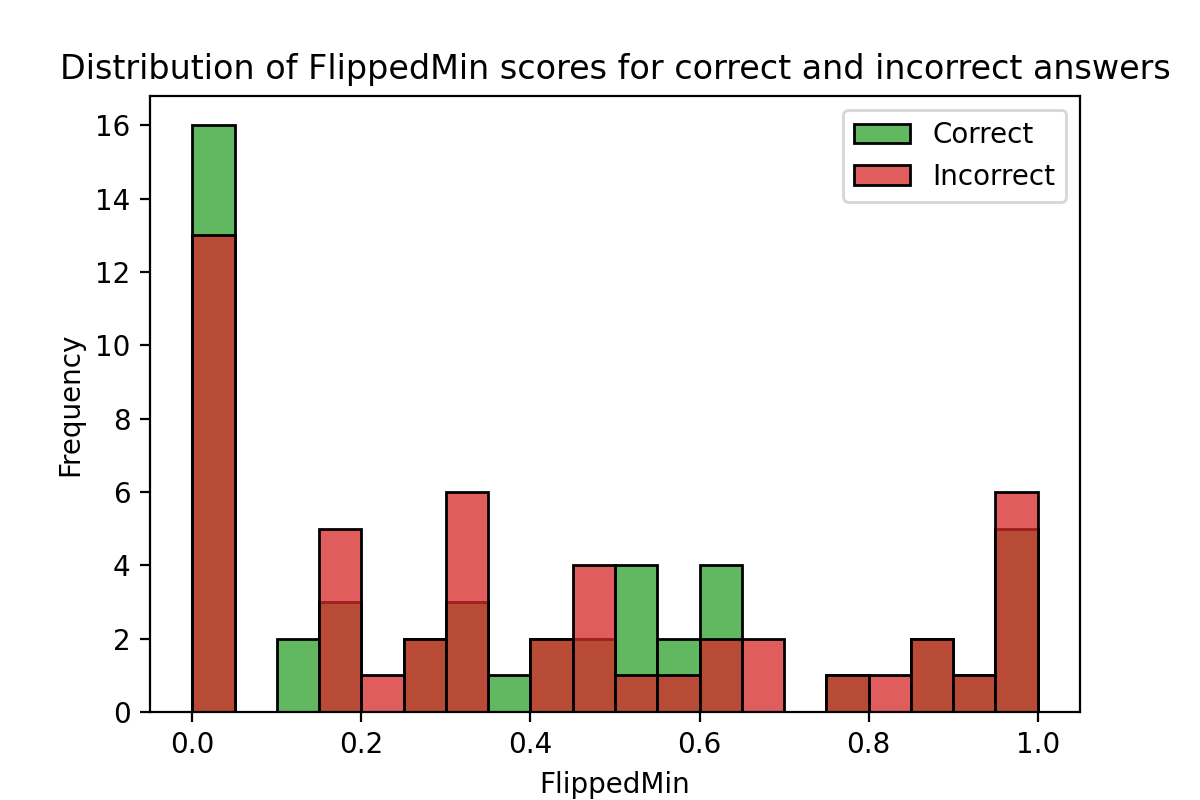 Distribution of FlippedMin scores for correct and incorrect answers
Correct
Incorrect
16
14
12
10
8
6
4
2
0
Frequency
0.0 0.2 0.4 0.6 0.8 1.0
FlippedMin